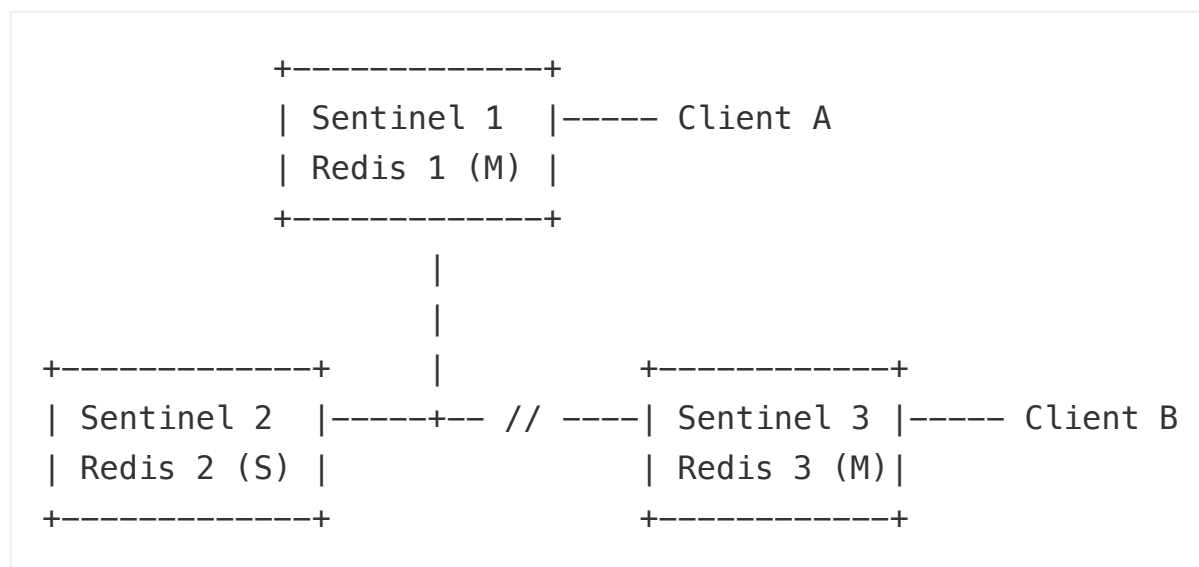 +-------------+
| Sentinel 1  |----- Client A
| Redis 1 (M) |
+-------------+
|
|
+-------------+     |          +------------+
| Sentinel 2  |-----+-- // ----| Sentinel 3 |----- Client B
| Redis 2 (S) |                | Redis 3 (M)|
+-------------+                +------------+